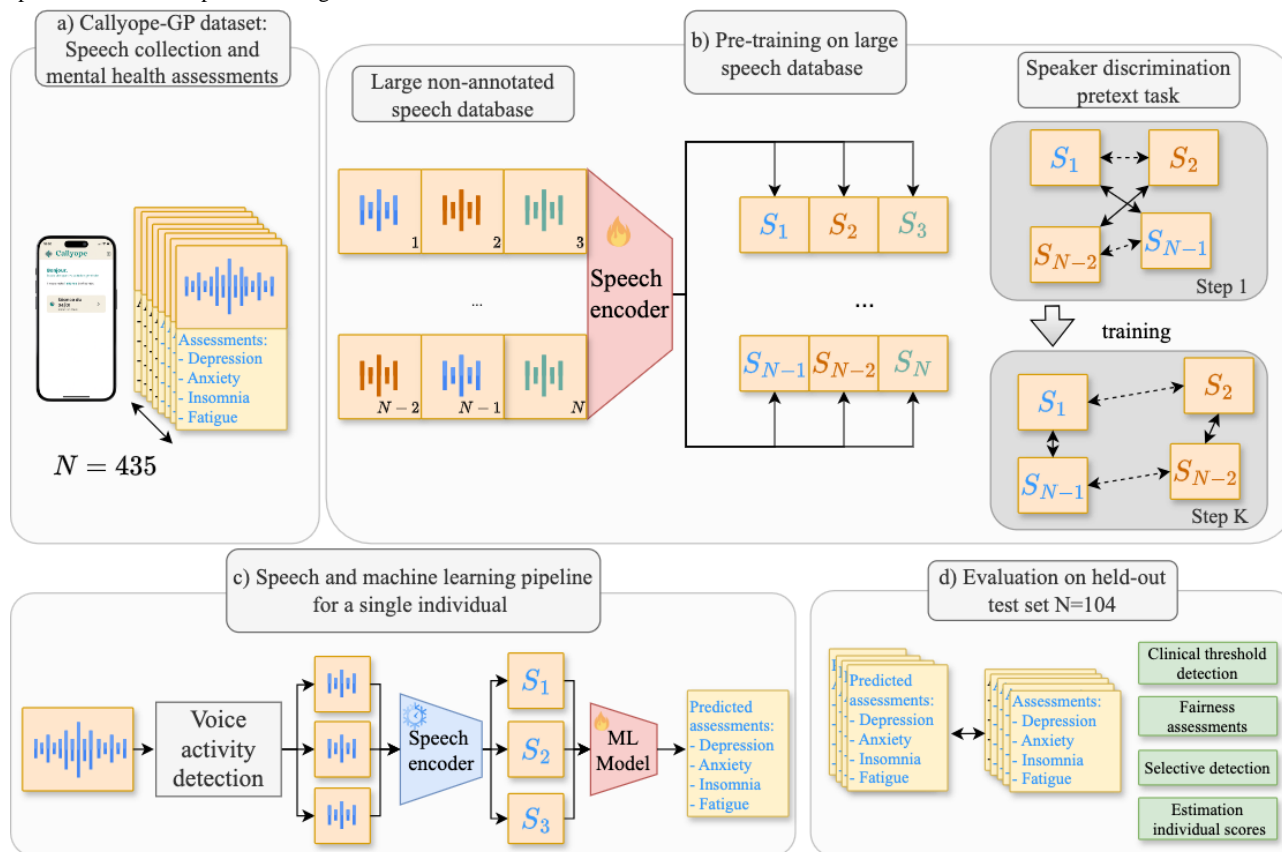 a) Callyope-GP dataset:
Speech collection and
mental health assessments
Callyope
Bonjour,
Assessments:
- Depression
- Anxiety
- Insomnia
- Fatigue
N = 435
b) Pre-training on large
speech database
Large non-annotated
speech database
1
2
3
...
N − 2
N−1
N
Speech
encoder
S1
S2
S3
...
SN−1
SN−2
SN
Speaker discrimination
pretext task
S1
S2
SN−2
SN−1
Step 1
training
S1
S2
SN−1
SN−2
Step K
c) Speech and machine learning pipeline
for a single individual
Voice
activity
detection
Speech
encoder
S1
S2
S3
ML
Model
Predicted
assessments:
- Depression
- Anxiety
- Insomnia
- Fatigue
d) Evaluation on held-out
test set N=104
Predicted
assessments:
- Depression
- Anxiety
- Insomnia
- Fatigue
Assessments:
- Depression
- Anxiety
- Insomnia
- Fatigue
Clinical threshold
detection
Fairness
assessments
Selective detection
Estimation
individual scores